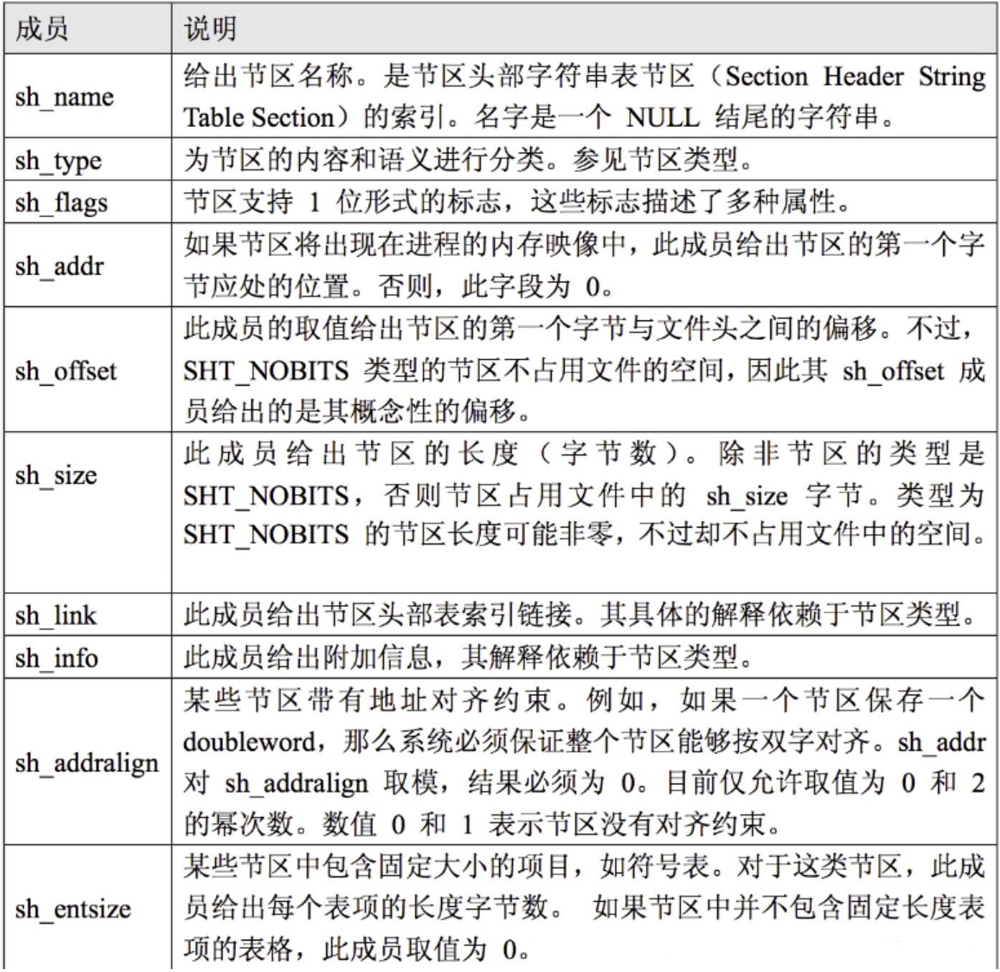 成员 说明
sh_name
给出节区名称。是节区头部字符串表节区（Section Header String
Table Section）的索引。名字是一个 NULL 结尾的字符串。
sh_type 为节区的内容和语义进行分类。参见节区类型。
sh_flags 节区支持 1 位形式的标志，这些标志描述了多种属性。
sh_addr
如果节区将出现在进程的内存映像中，此成员给出节区的第一个字
节应处的位置。否则，此字段为 0。
sh_offset
此成员的取值给出节区的第一个字节与文件头之间的偏移。不过，
SHT_NOBITS 类型的节区不占用文件的空间，因此其 sh_offset 成
员给出的是其概念性的偏移。
sh_size
此成员给出节区的长度（字节数）。除非节区的类型是
SHT_NOBITS，否则节区占用文件中的 sh_size 字节。类型为
SHT_NOBITS 的节区长度可能非零，不过却不占用文件中的空间。
sh_link 此成员给出节区头部表索引链接。其具体的解释依赖于节区类型。
sh_info 此成员给出附加信息，其解释依赖于节区类型。
sh_addralign
某些节区带有地址对齐约束。例如，如果一个节区保存一个
doubleword，那么系统必须保证整个节区能够按双字对齐。sh_addr
对 sh_addralign 取模，结果必须为 0。目前仅允许取值为 0 和 2
的幂次数。数值 0 和 1 表示节区没有对齐约束。
sh_entsize
某些节区中包含固定大小的项目，如符号表。对于这类节区，此成
员给出每个表项的长度字节数。 如果节区中并不包含固定长度表
项的表格，此成员取值为 0。